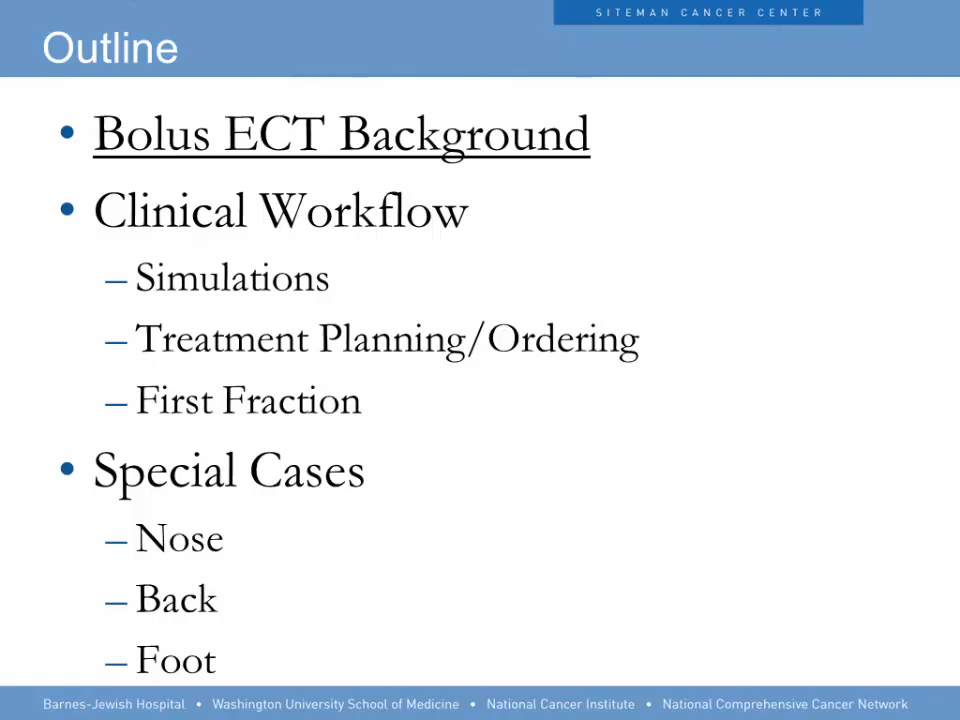 SITEMAN CANCER CENTER
Outline
• Bolus ECT Background
• Clinical Workflow
– Simulations
– Treatment Planning/Ordering
– First Fraction
• Special Cases
– Nose
– Back
– Foot
Barnes-Jewish Hospital • Washington University School of Medicine • National Cancer Institute • National Comprehensive Cancer Network